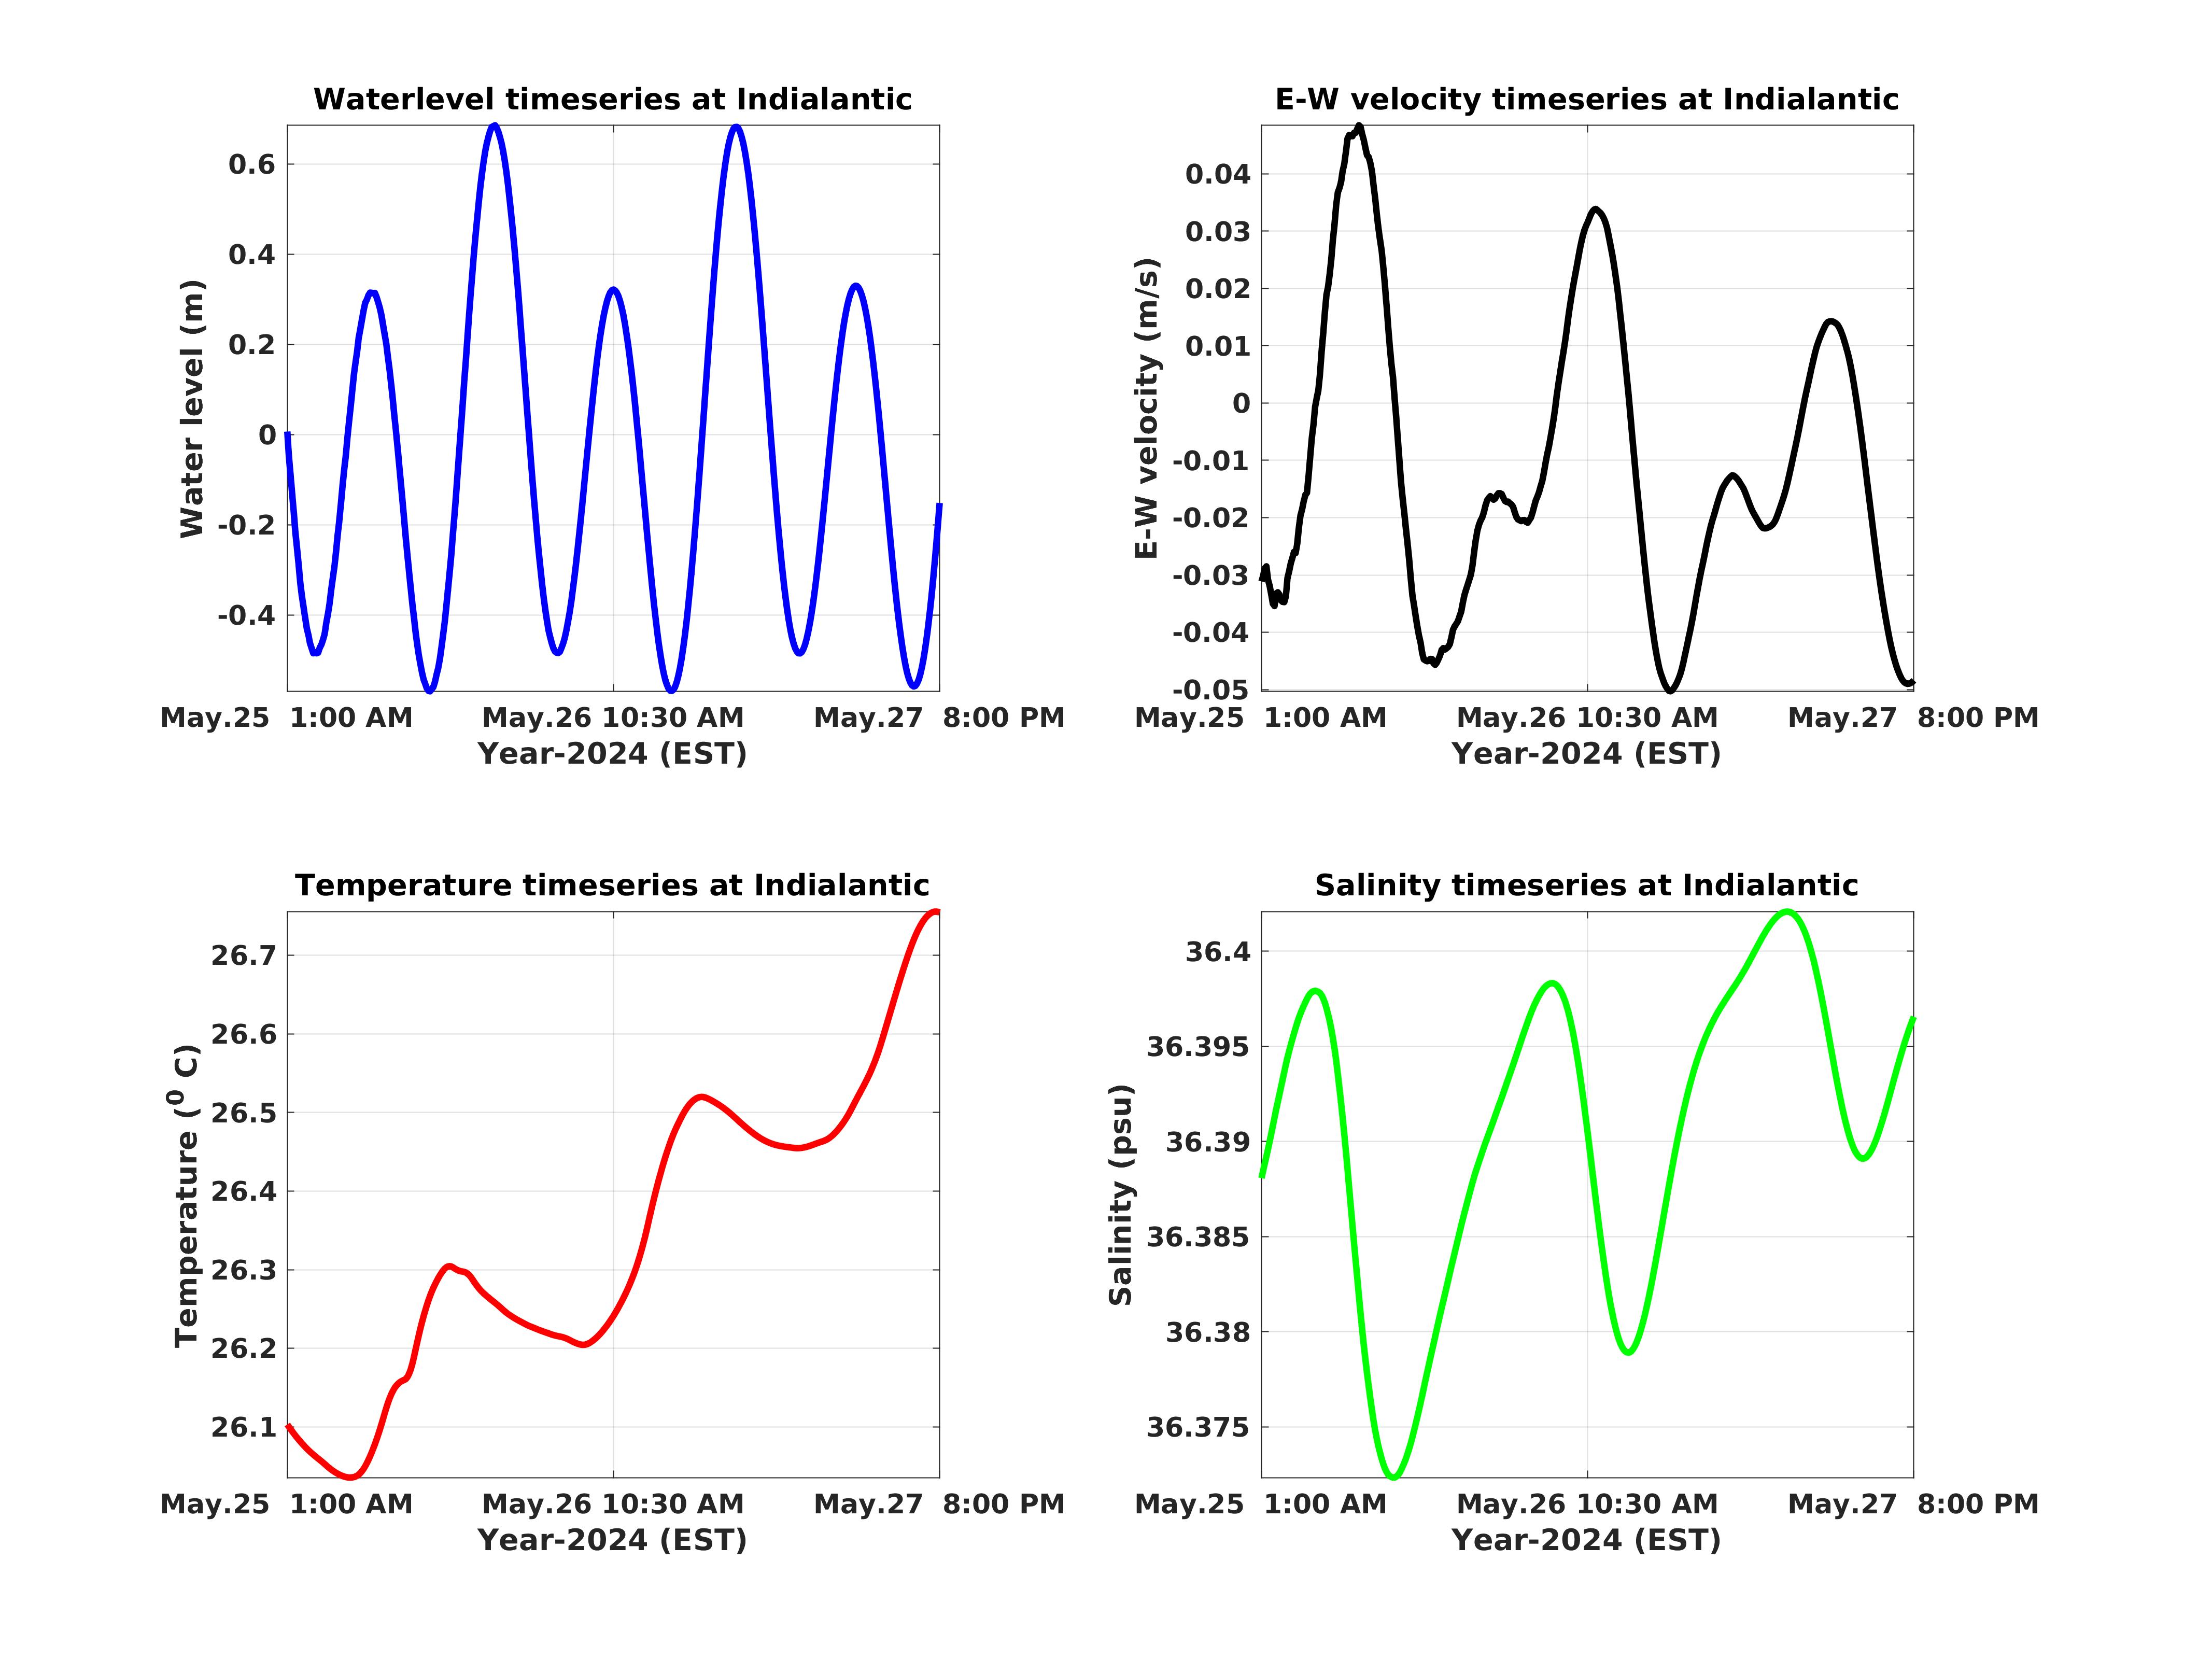 Waterlevel timeseries at Indialantic
0.6
0.4
0.2
0
-0.2
-0.4
Water level (m)
May.25 1:00 AM May.26 10:30 AM May.27 8:00 PM
Year-2024 (EST)
E-W velocity timeseries at Indialantic
0.04
0.03
0.02
0.01
0
-0.01
-0.02
-0.03
-0.04
-0.05
E-W velocity (m/s)
May.25 1:00 AM May.26 10:30 AM May.27 8:00 PM
Year-2024 (EST)
Temperature timeseries at Indialantic
26.7
26.6
26.5
26.4
26.3
26.2
26.1
Temperature (⁰ C)
May.25 1:00 AM May.26 10:30 AM May.27 8:00 PM
Year-2024 (EST)
Salinity timeseries at Indialantic
36.4
36.395
36.39
36.385
36.38
36.375
Salinity (psu)
May.25 1:00 AM May.26 10:30 AM May.27 8:00 PM
Year-2024 (EST)